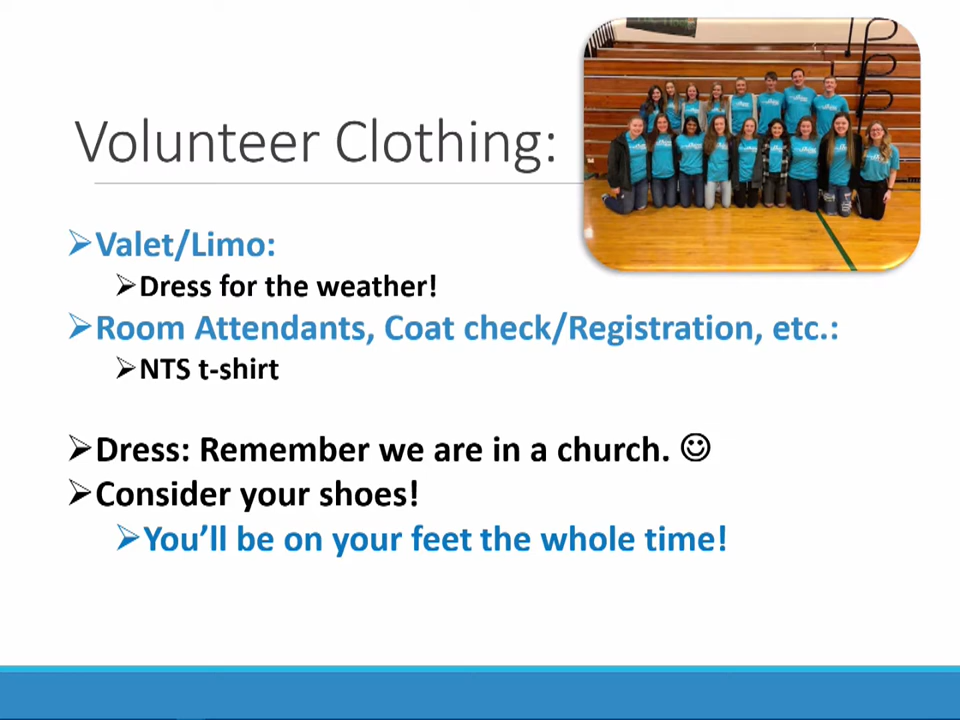 Volunteer Clothing:
➢Valet/Limo:
➢Dress for the weather!
➢Room Attendants, Coat check/Registration, etc.:
➢NTS t-shirt
➢Dress: Remember we are in a church. ☺
➢Consider your shoes!
➢You’ll be on your feet the whole time!